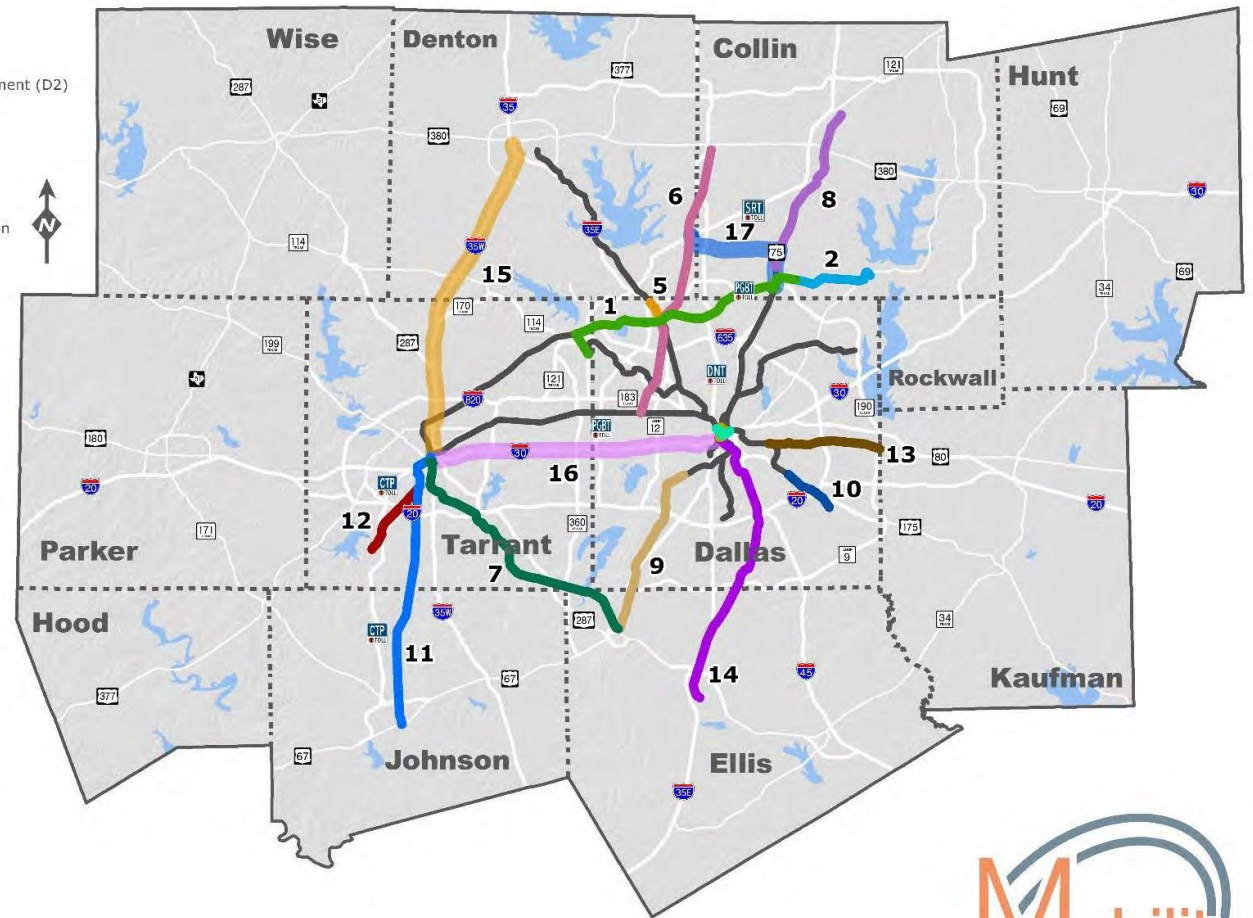 ment (D2)
n
N
Wise
Denton
Collin
Hunt
287
35
377
121
69
380
380
30
114
35W
35E
6
SRT
TOLL
8
17
75
2
15
5
1
PGBT
TOLL
69
34
170
114
635
199
287
121
820
DNT
TOLL
Rockwall
30
190
183
PGBT
TOLL
12
180
20
30
16
13
80
CTP
TOLL
20
12
10
20
20
171
360
175
Parker
Tarrant
Dallas
9
7
9
Hood
35W
287
34
CTP
TOLL
11
67
14
45
Kaufman
377
67
Johnson
Ellis
35E
M